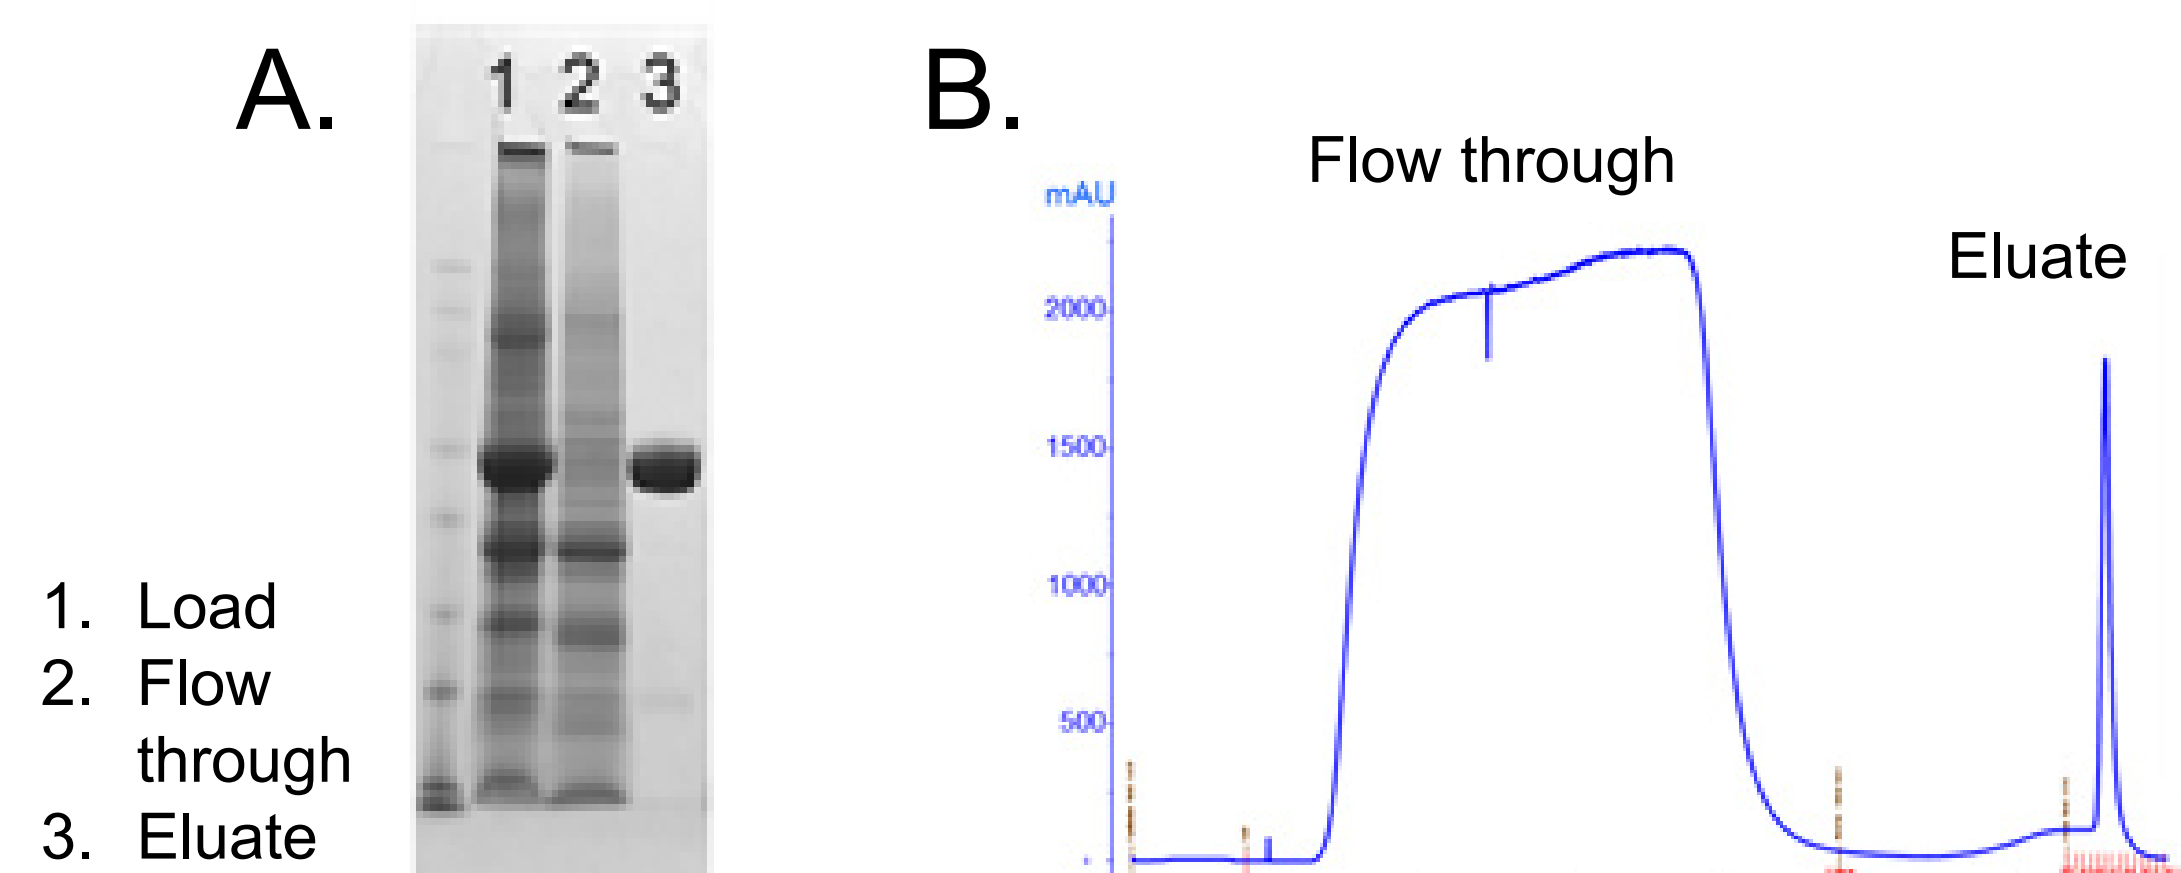 A.
1 2 3
1. Load
2. Flow
through
3. Eluate
B.
Flow through
Eluate
mAU
2000
1500
1000
500